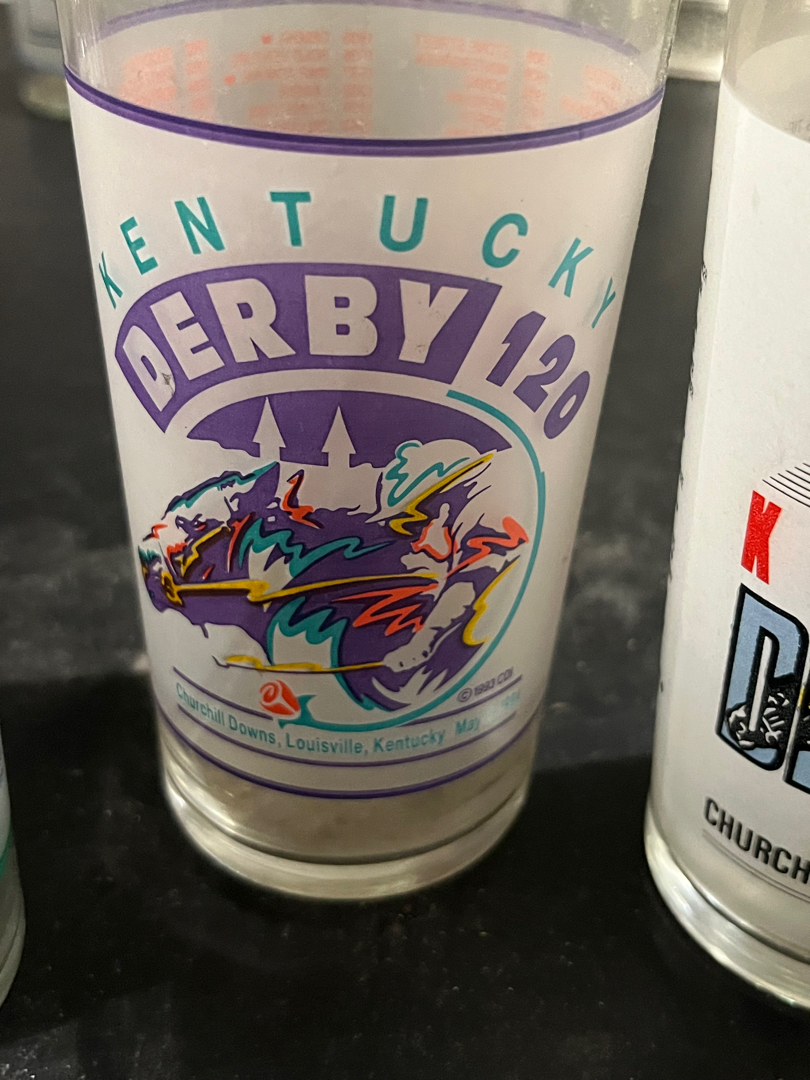 KENTUCKY
DERBY 120
© 1993 CDI
Churchill Downs, Louisville, Kentucky May
K
D
CHURCH